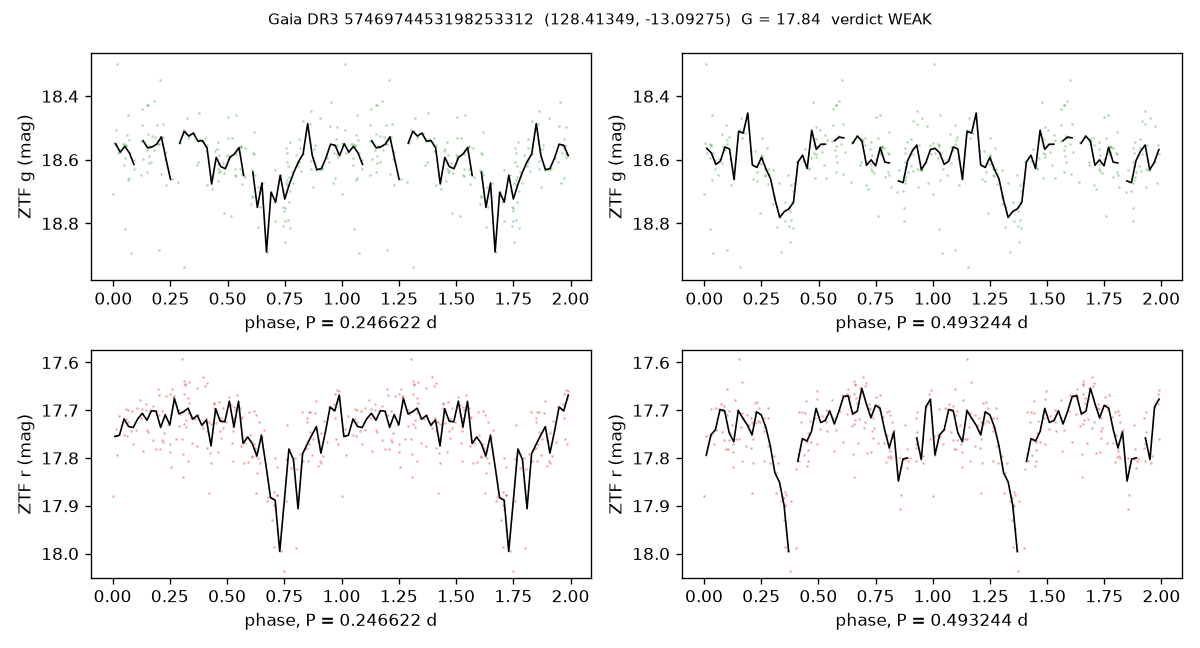 Gaia DR3 5746974453198253312 (128.41349, -13.09275) G = 17.84 verdict WEAK
ZTF g (mag)
18.4
18.6
18.8
0.00 0.25 0.50 0.75 1.00 1.25 1.50 1.75 2.00
phase, P = 0.246622 d
ZTF g (mag)
18.4
18.6
18.8
0.00 0.25 0.50 0.75 1.00 1.25 1.50 1.75 2.00
phase, P = 0.493244 d
ZTF r (mag)
17.6
17.7
17.8
17.9
18.0
0.00 0.25 0.50 0.75 1.00 1.25 1.50 1.75 2.00
phase, P = 0.246622 d
ZTF r (mag)
17.6
17.7
17.8
17.9
18.0
0.00 0.25 0.50 0.75 1.00 1.25 1.50 1.75 2.00
phase, P = 0.493244 d